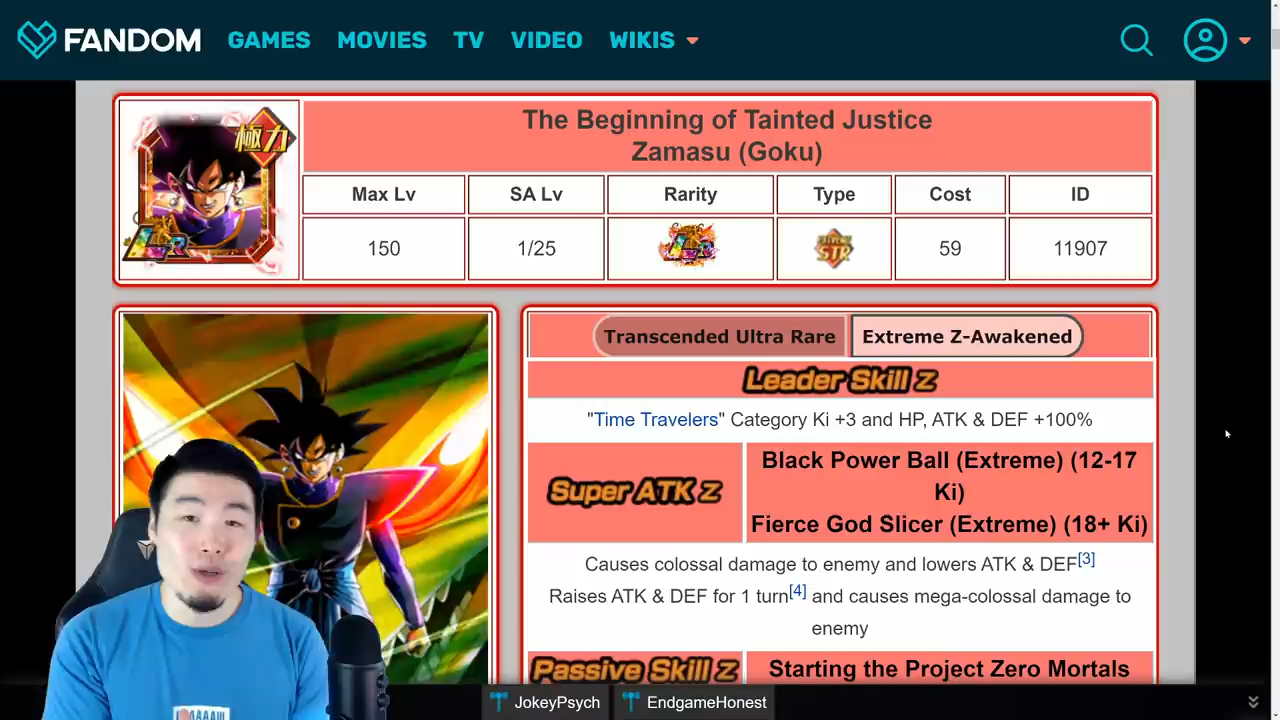 FANDOM GAMES MOVIES TV VIDEO WIKIS
The Beginning of Tainted Justice
Zamasu (Goku)
Max Lv SA Lv Rarity Type Cost ID
極力
LR
150 1/25 LR EXTREME STR 59 11907
Transcended Ultra Rare Extreme Z-Awakened
Leader Skill Z
"Time Travelers" Category Ki +3 and HP, ATK & DEF +100%
Super ATK Z
Black Power Ball (Extreme) (12-17
Ki)
Fierce God Slicer (Extreme) (18+ Ki)
Causes colossal damage to enemy and lowers ATK & DEF[3]
Raises ATK & DEF for 1 turn[4] and causes mega-colossal damage to
enemy
Passive Skill Z Starting the Project Zero Mortals
JokeyPsych EndgameHonest